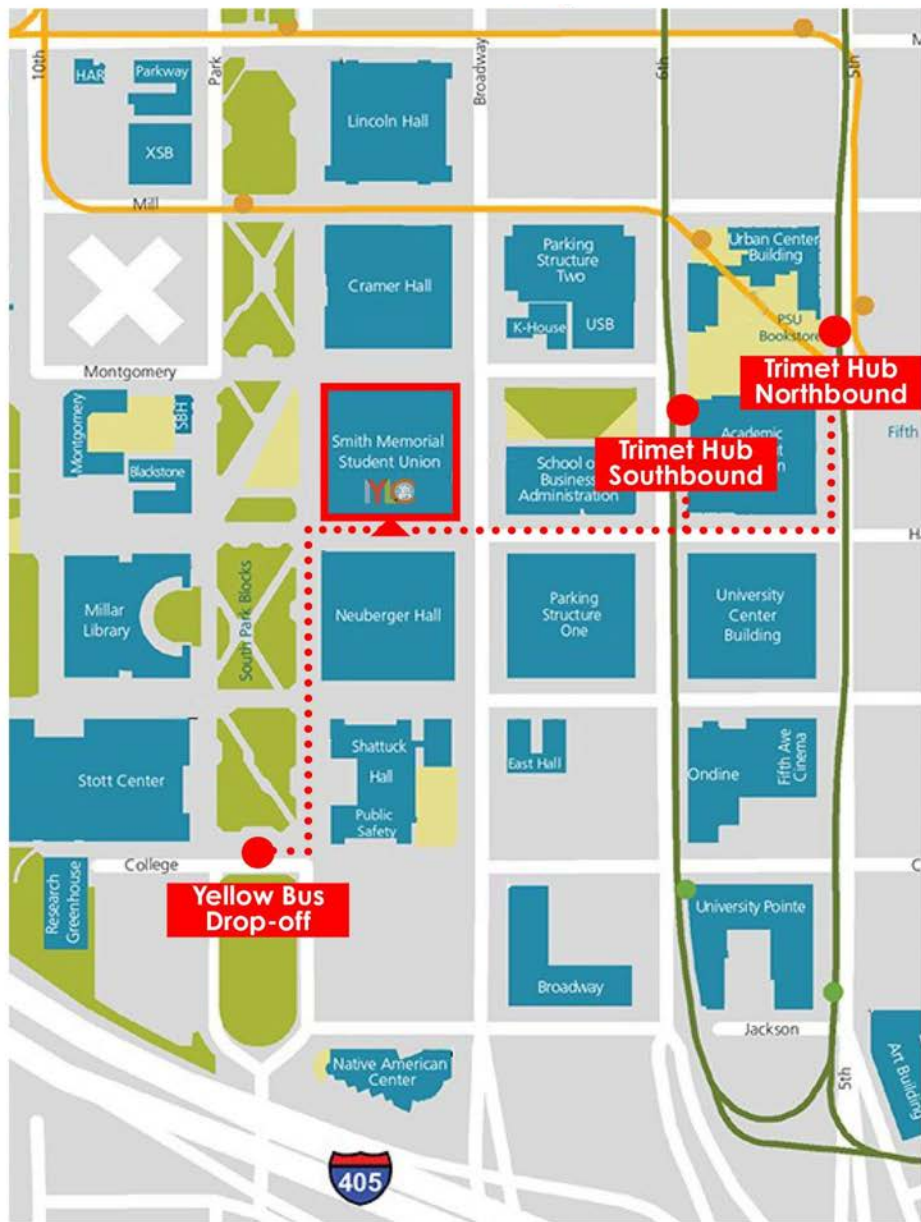 10th
Park
Broadway
6th
5th
M
HAR
Parkway
XSB
Lincoln Hall
Mill
Cramer Hall
Parking
Structure
Two
K-House
USB
Urban Center
Building
PSU
Bookstore
Trimet Hub
Northbound
Montgomery
Montgomery
SBH
Blackstone
Smith Memorial
Student Union
IYLC
School of
Business
Administration
Trimet Hub
Southbound
Academic
Fifth
Ha
Millar
Library
South Park Blocks
Neuberger Hall
Parking
Structure
One
University
Center
Building
Stott Center
Shattuck
Hall
Public
Safety
East Hall
Ondine
Fifth Ave
Cinema
College
C
Yellow Bus
Drop-off
Research
Greenhouse
University Pointe
Broadway
Jackson
5th
Art Building
Native American
Center
405